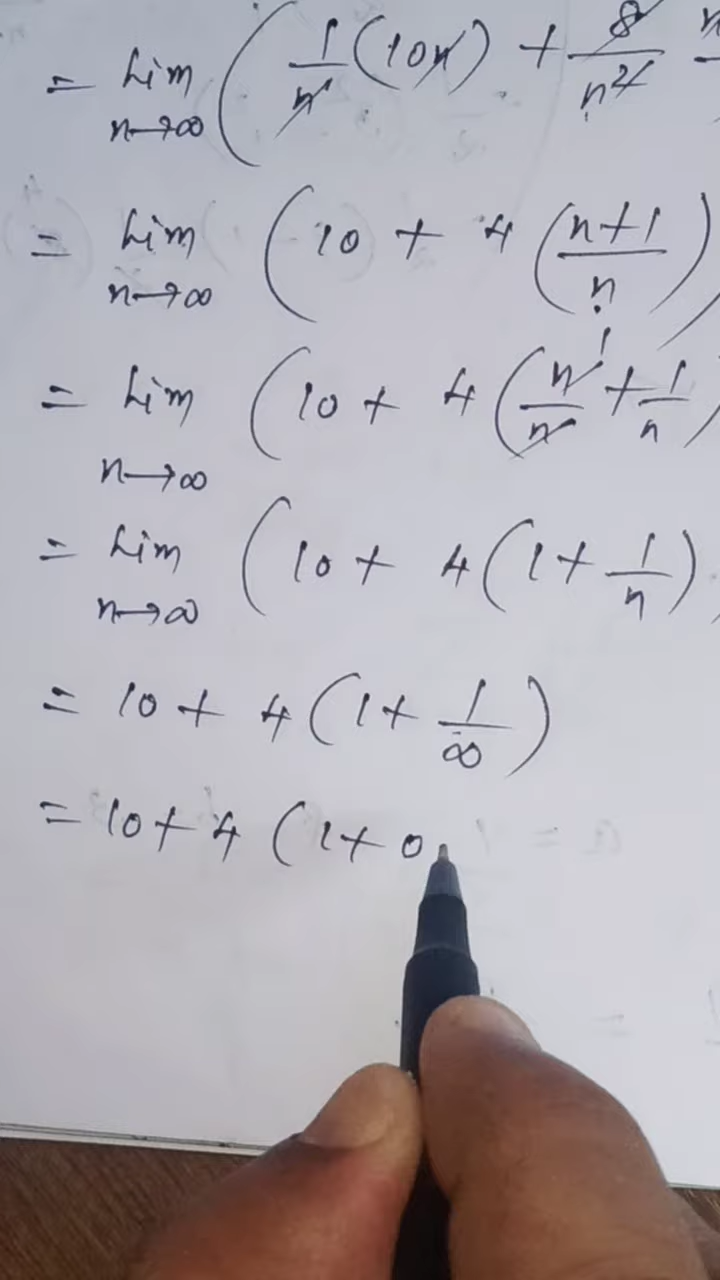 = Lim n→∞ ( 1/n (10n) + 8/n²
= Lim n→∞ ( 10 + 4 ( n+1/n )
= Lim n→∞ ( 10 + 4 ( n/n 1 + 1/n )
= Lim n→∞ ( 10 + 4 ( 1 + 1/n )
= 10 + 4 ( 1 + 1/∞ )
= 10 + 4 ( 1 + 0